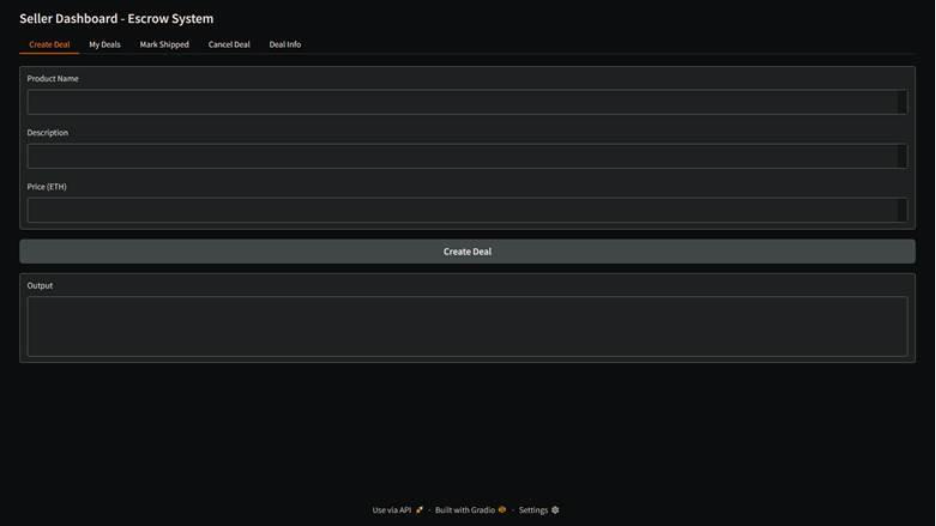 Seller Dashboard - Escrow System
Create Deal My Deals Mark Shipped Cancel Deal Deal Info
Product Name
Description
Price (ETH)
Create Deal
Output
Use via API · Built with Gradio · Settings